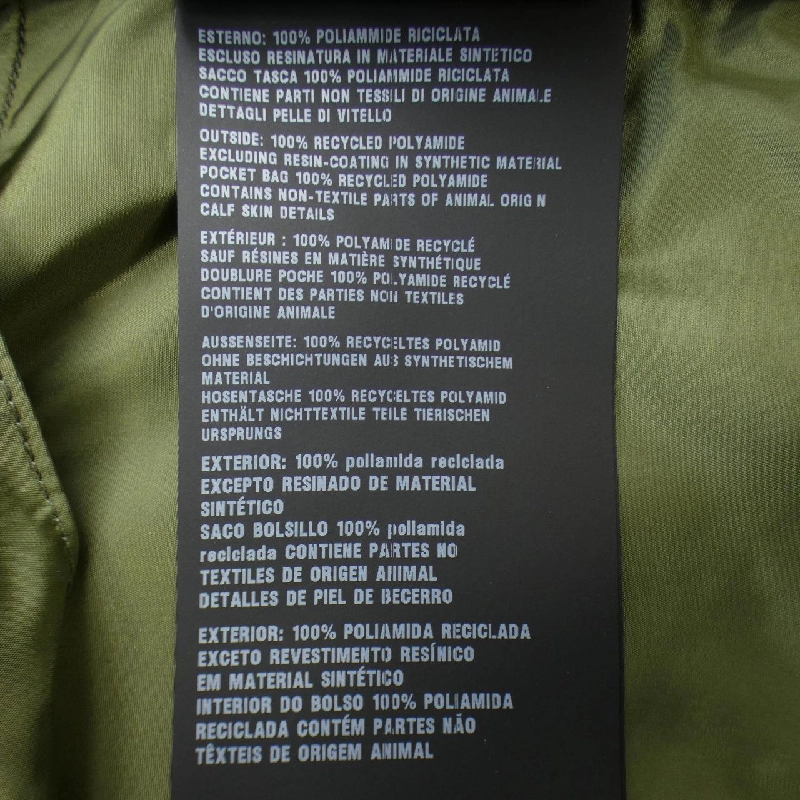 ESTERNO: 100% POLIAMMIDE RICICLATA
ESCLUSO RESINATURA IN MATERIALE SINTETICO
SACCO TASCA 100% POLIAMMIDE RICICLATA
CONTIENE PARTI NON TESSILI DI ORIGINE ANIMALE
DETTAGLI PELLE DI VITELLO
OUTSIDE: 100% RECYCLED POLYAMIDE
EXCLUDING RESIN-COATING IN SYNTHETIC MATERIAL
POCKET BAG 100% RECYCLED POLYAMIDE
CONTAINS NON-TEXTILE PARTS OF ANIMAL ORIGIN
CALF SKIN DETAILS
EXTÉRIEUR : 100% POLYAMIDE RECYCLÉ
SAUF RÉSINES EN MATIÈRE SYNTHÉTIQUE
DOUBLURE POCHE 100% POLYAMIDE RECYCLÉ
CONTIENT DES PARTIES NON TEXTILES
D'ORIGINE ANIMALE
AUSSENSEITE: 100% RECYCELTES POLYAMID
OHNE BESCHICHTUNGEN AUS SYNTHETISCHEM
MATERIAL
HOSENTASCHE 100% RECYCELTES POLYAMID
ENTHÄLT NICHTTEXTILE TEILE TIERISCHEN
URSPRUNGS
EXTERIOR: 100% poliamida reciclada
EXCEPTO RESINADO DE MATERIAL
SINTÉTICO
SACO BOLSILLO 100% poliamida
reciclada CONTIENE PARTES NO
TEXTILES DE ORIGEN ANIMAL
DETALLES DE PIEL DE BECERRO
EXTERIOR: 100% POLIAMIDA RECICLADA
EXCETO REVESTIMENTO RESÍNICO
EM MATERIAL SINTÉTICO
INTERIOR DO BOLSO 100% POLIAMIDA
RECICLADA CONTÉM PARTES NÃO
TÊXTEIS DE ORIGEM ANIMAL